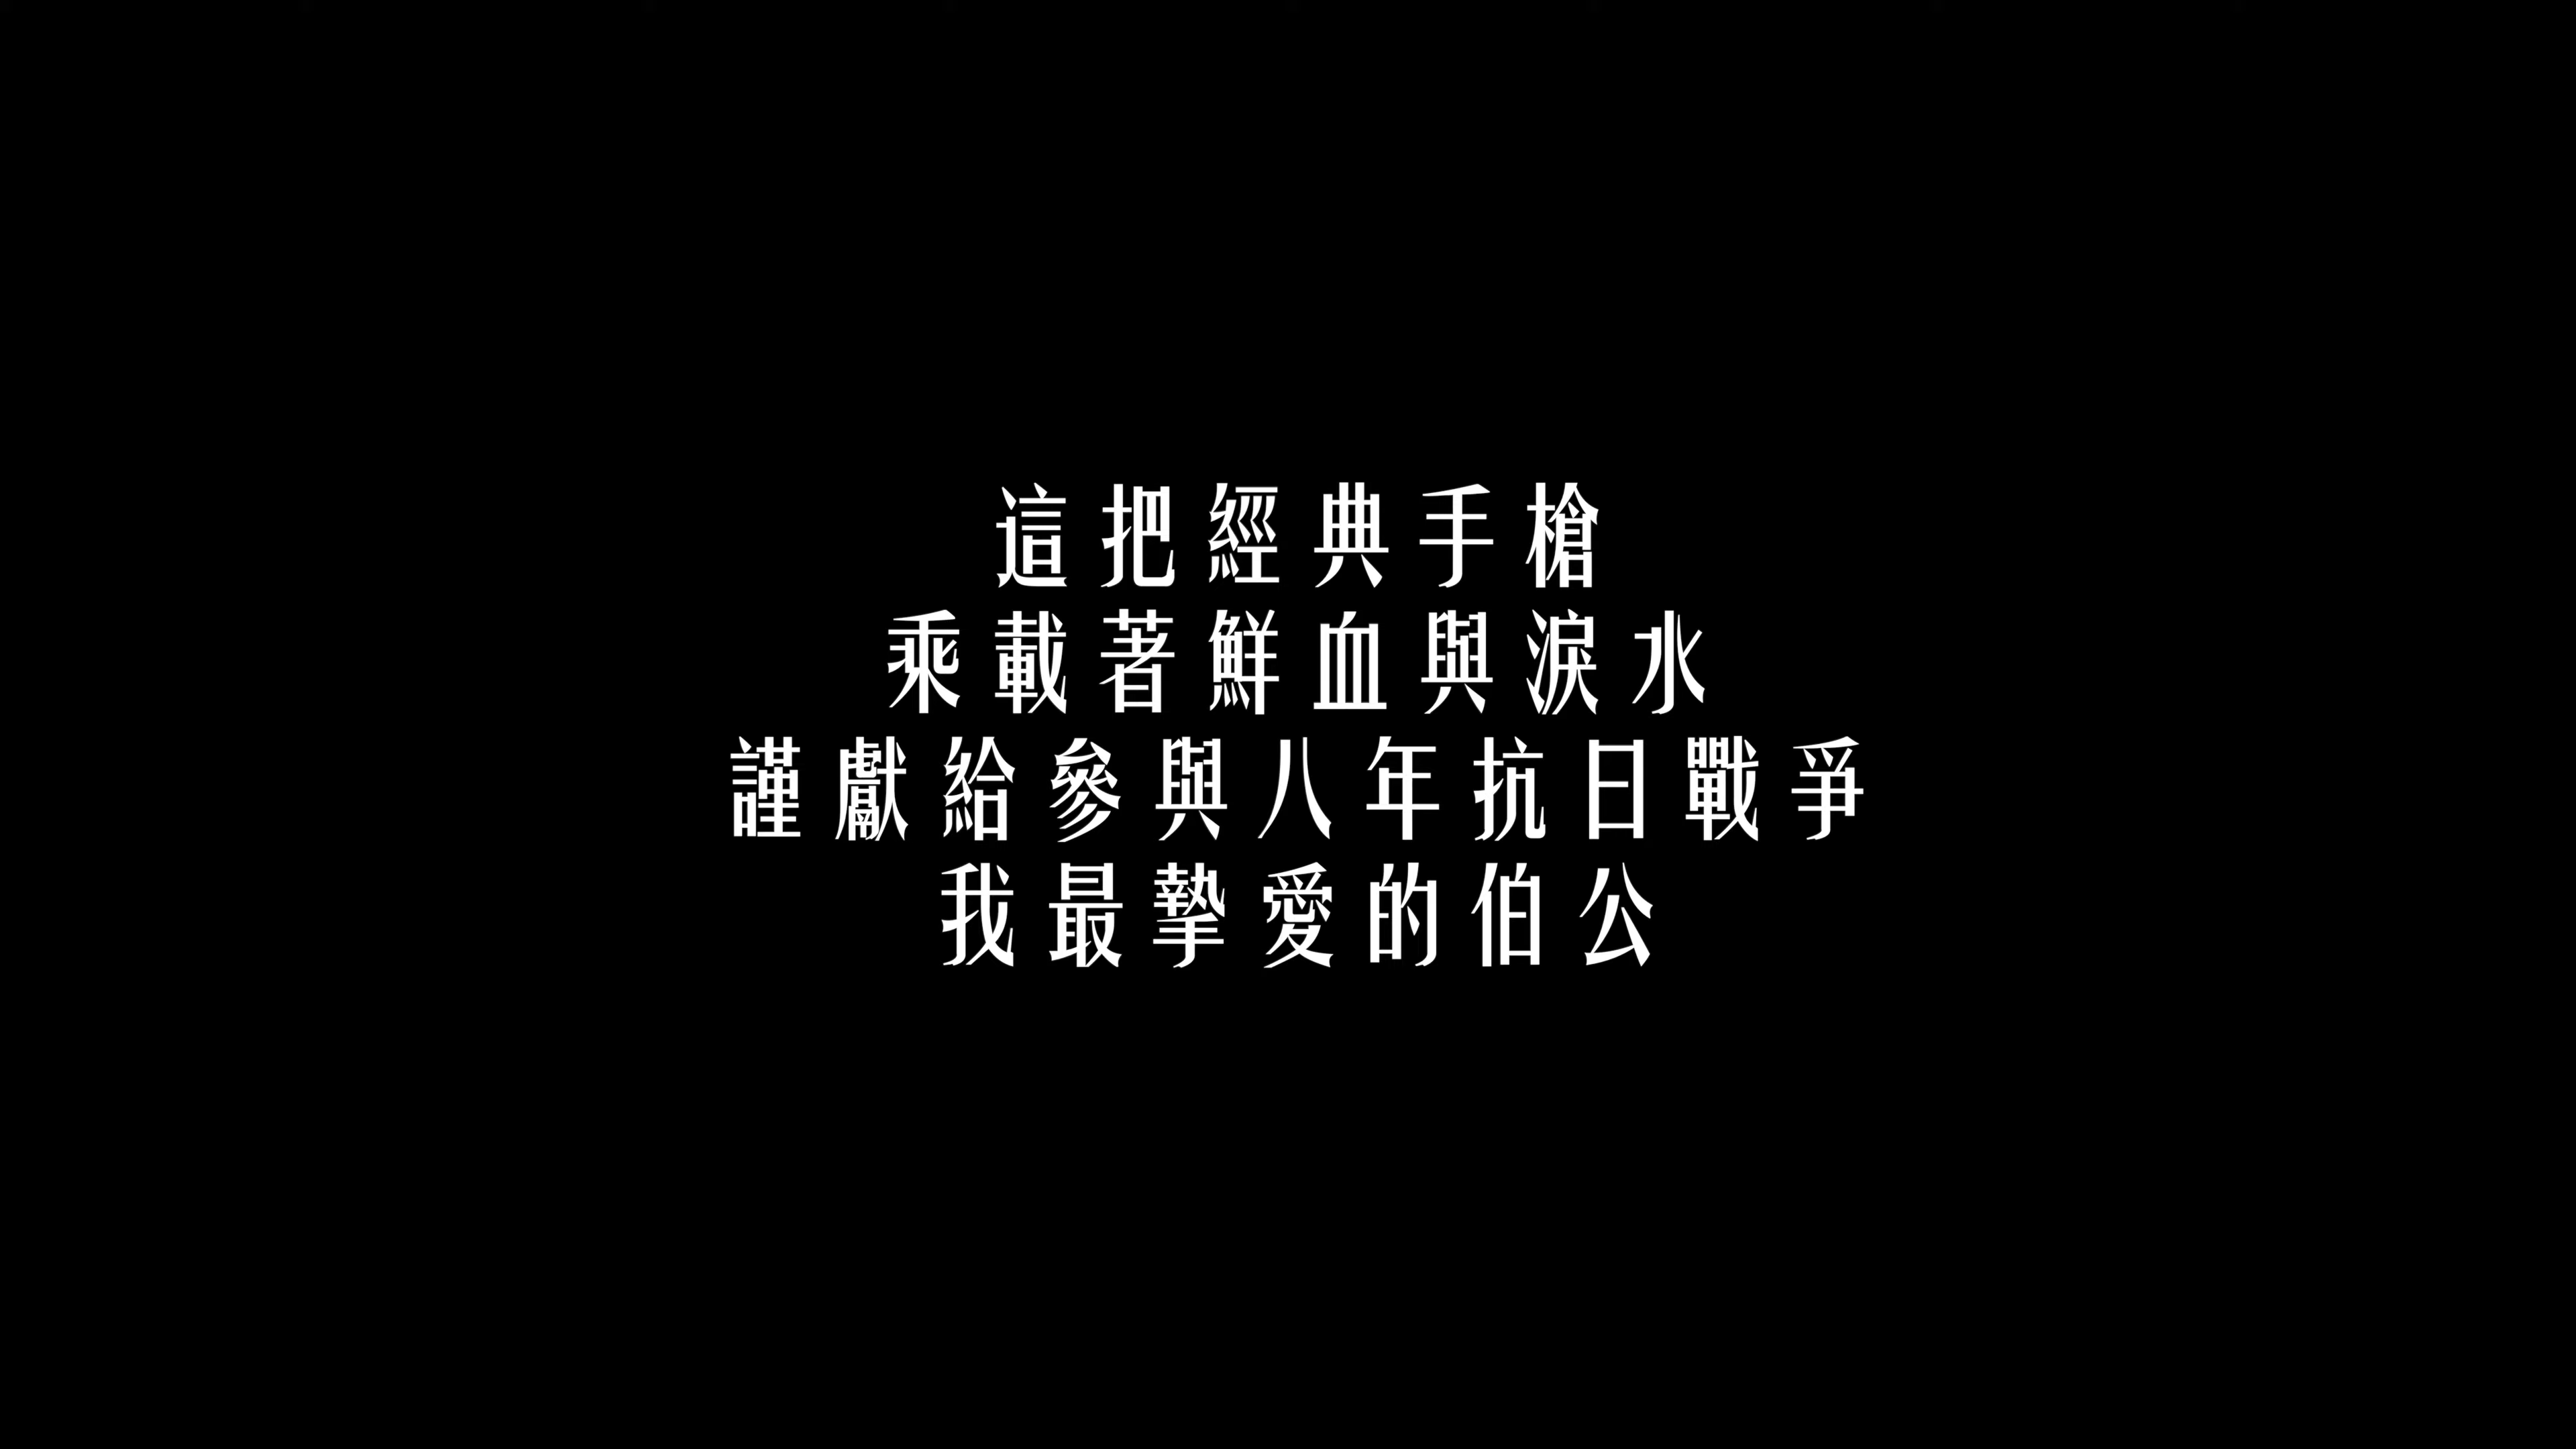 這把經典手槍
乘載著鮮血與淚水
謹獻給參與八年抗日戰爭
我最摯愛的伯公